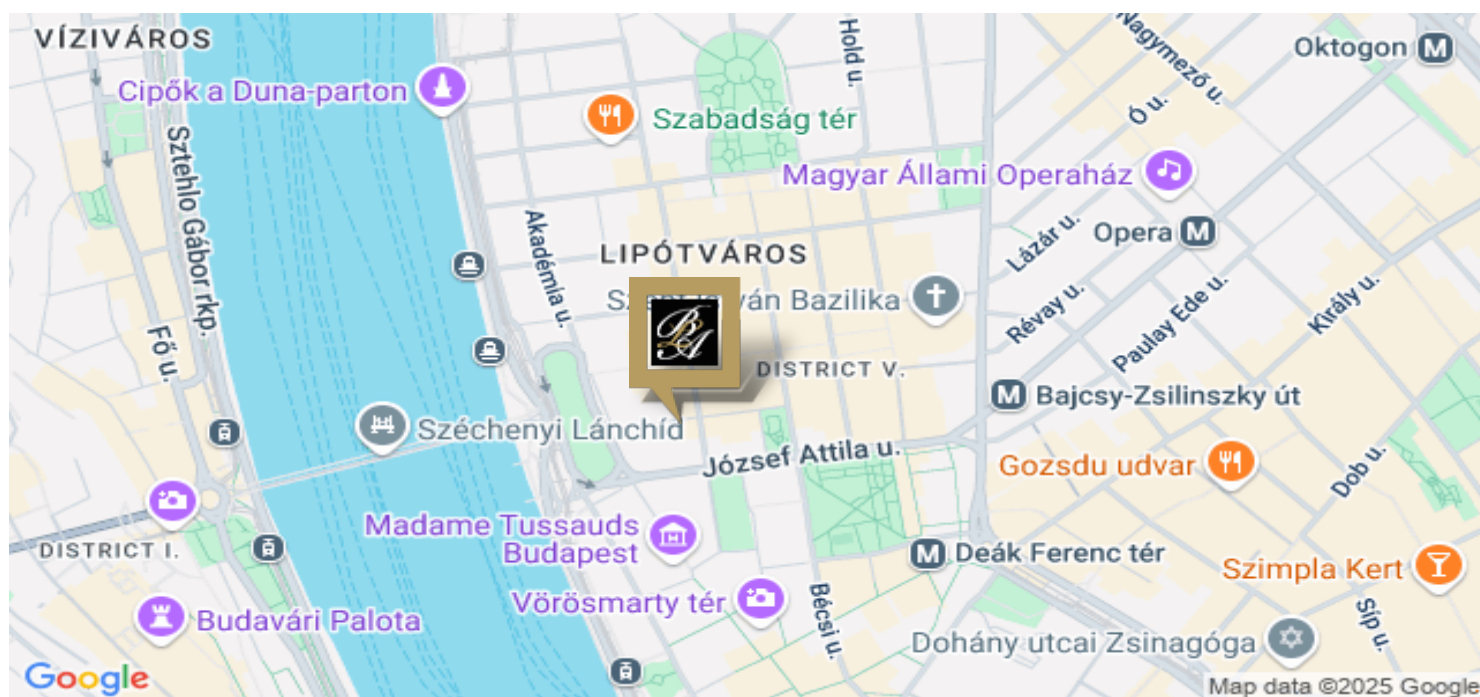 VÍZIVÁROS
Cipők a Duna-parton
Szabadság tér
Hold u.
Nagymező u.
Oktogon M
Ó u.
Magyar Állami Operaház
Sztehlo Gábor rkp.
Akadémia u.
LIPÓTVÁROS
Lázár u.
Opera M
ván Bazilika
BLA
Révay u.
Paulay Ede u.
Király u.
Fő u.
DISTRICT V.
M Bajcsy-Zsilinszky út
Széchenyi Lánchíd
József Attila u.
Gozsdu udvar
Dob u.
Madame Tussauds
Budapest
DISTRICT I.
M Deák Ferenc tér
Szimpla Kert
Vörösmarty tér
Bécsi u.
Síp u.
Budavári Palota
Dohány utcai Zsinagóga
Google
Map data ©2025 Google